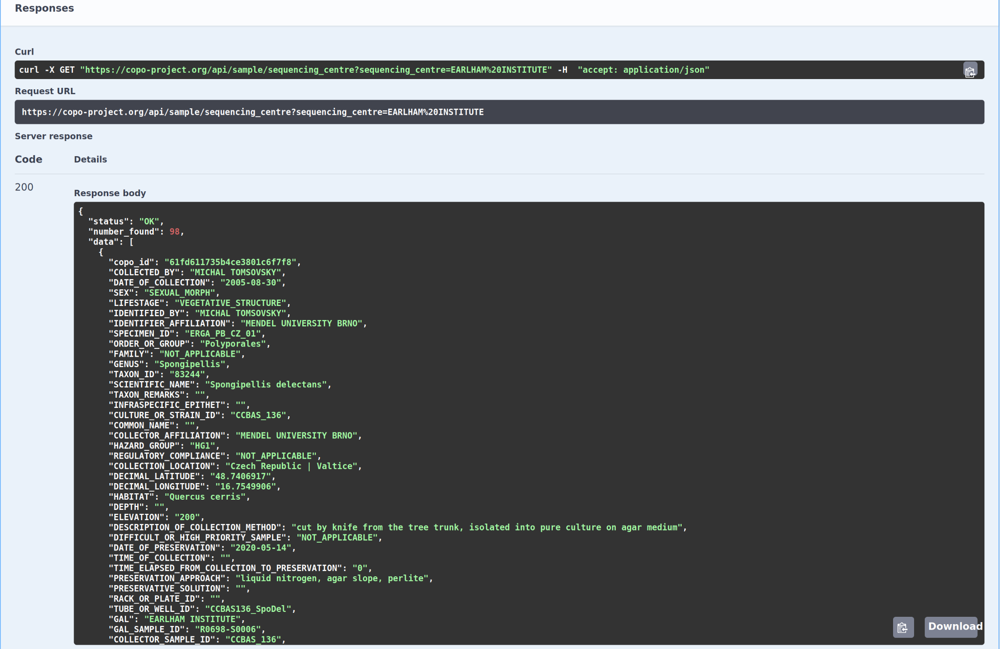 Responses
Curl
curl -X GET "https://copo-project.org/api/sample/sequencing_centre?sequencing_centre=EARLHAM%20INSTITUTE" -H  "accept: application/json"
Request URL
https://copo-project.org/api/sample/sequencing_centre?sequencing_centre=EARLHAM%20INSTITUTE
Server response
Code Details
200
Response body
{
  "status": "OK",
  "number_found": 98,
  "data": [
    {
      "copo_id": "61fd611735b4ce3801c6f7f8",
      "COLLECTED_BY": "MICHAL TOMSOVSKY",
      "DATE_OF_COLLECTION": "2005-08-30",
      "SEX": "SEXUAL_MORPH",
      "LIFESTAGE": "VEGETATIVE_STRUCTURE",
      "IDENTIFIED_BY": "MICHAL TOMSOVSKY",
      "IDENTIFIER_AFFILIATION": "MENDEL UNIVERSITY BRNO",
      "SPECIMEN_ID": "ERGA_PB_CZ_01",
      "ORDER_OR_GROUP": "Polyporales",
      "FAMILY": "NOT_APPLICABLE",
      "GENUS": "Spongipellis",
      "TAXON_ID": "83244",
      "SCIENTIFIC_NAME": "Spongipellis delectans",
      "TAXON_REMARKS": "",
      "INFRASPECIFIC_EPITHET": "",
      "CULTURE_OR_STRAIN_ID": "CCBAS_136",
      "COMMON_NAME": "",
      "COLLECTOR_AFFILIATION": "MENDEL UNIVERSITY BRNO",
      "HAZARD_GROUP": "HG1",
      "REGULATORY_COMPLIANCE": "NOT_APPLICABLE",
      "COLLECTION_LOCATION": "Czech Republic | Valtice",
      "DECIMAL_LATITUDE": "48.7406917",
      "DECIMAL_LONGITUDE": "16.7549906",
      "HABITAT": "Quercus cerris",
      "DEPTH": "",
      "ELEVATION": "200",
      "DESCRIPTION_OF_COLLECTION_METHOD": "cut by knife from the tree trunk, isolated into pure culture on agar medium",
      "DIFFICULT_OR_HIGH_PRIORITY_SAMPLE": "NOT_APPLICABLE",
      "DATE_OF_PRESERVATION": "2020-05-14",
      "TIME_OF_COLLECTION": "",
      "TIME_ELAPSED_FROM_COLLECTION_TO_PRESERVATION": "0",
      "PRESERVATION_APPROACH": "liquid nitrogen, agar slope, perlite",
      "PRESERVATIVE_SOLUTION": "",
      "RACK_OR_PLATE_ID": "",
      "TUBE_OR_WELL_ID": "CCBAS136_SpoDel",
      "GAL": "EARLHAM INSTITUTE",
      "GAL_SAMPLE_ID": "R0698-S0006",
      "COLLECTOR_SAMPLE_ID": "CCBAS_136",
Download